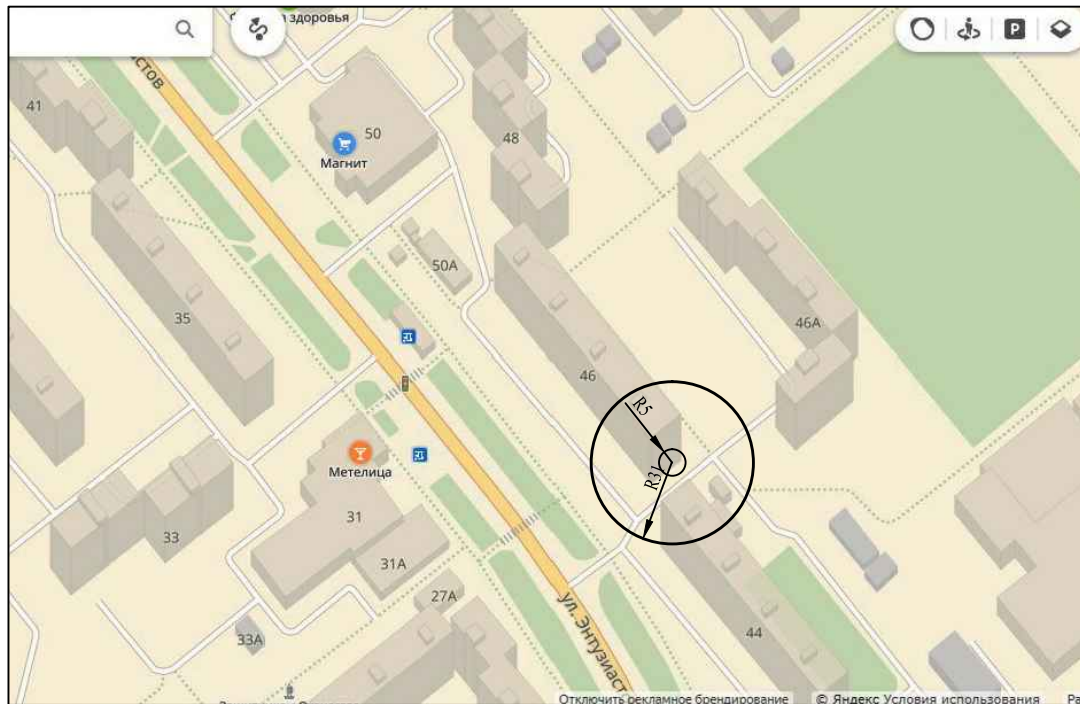 здоровья
P
41
50
Магнит
48
50А
35
46А
46
R5
R31
Метелица
31
33
31А
27А
33А
44
ул. Энтузиаст
Отключить рекламное брендирование
© Яндекс Условия использования
Ра